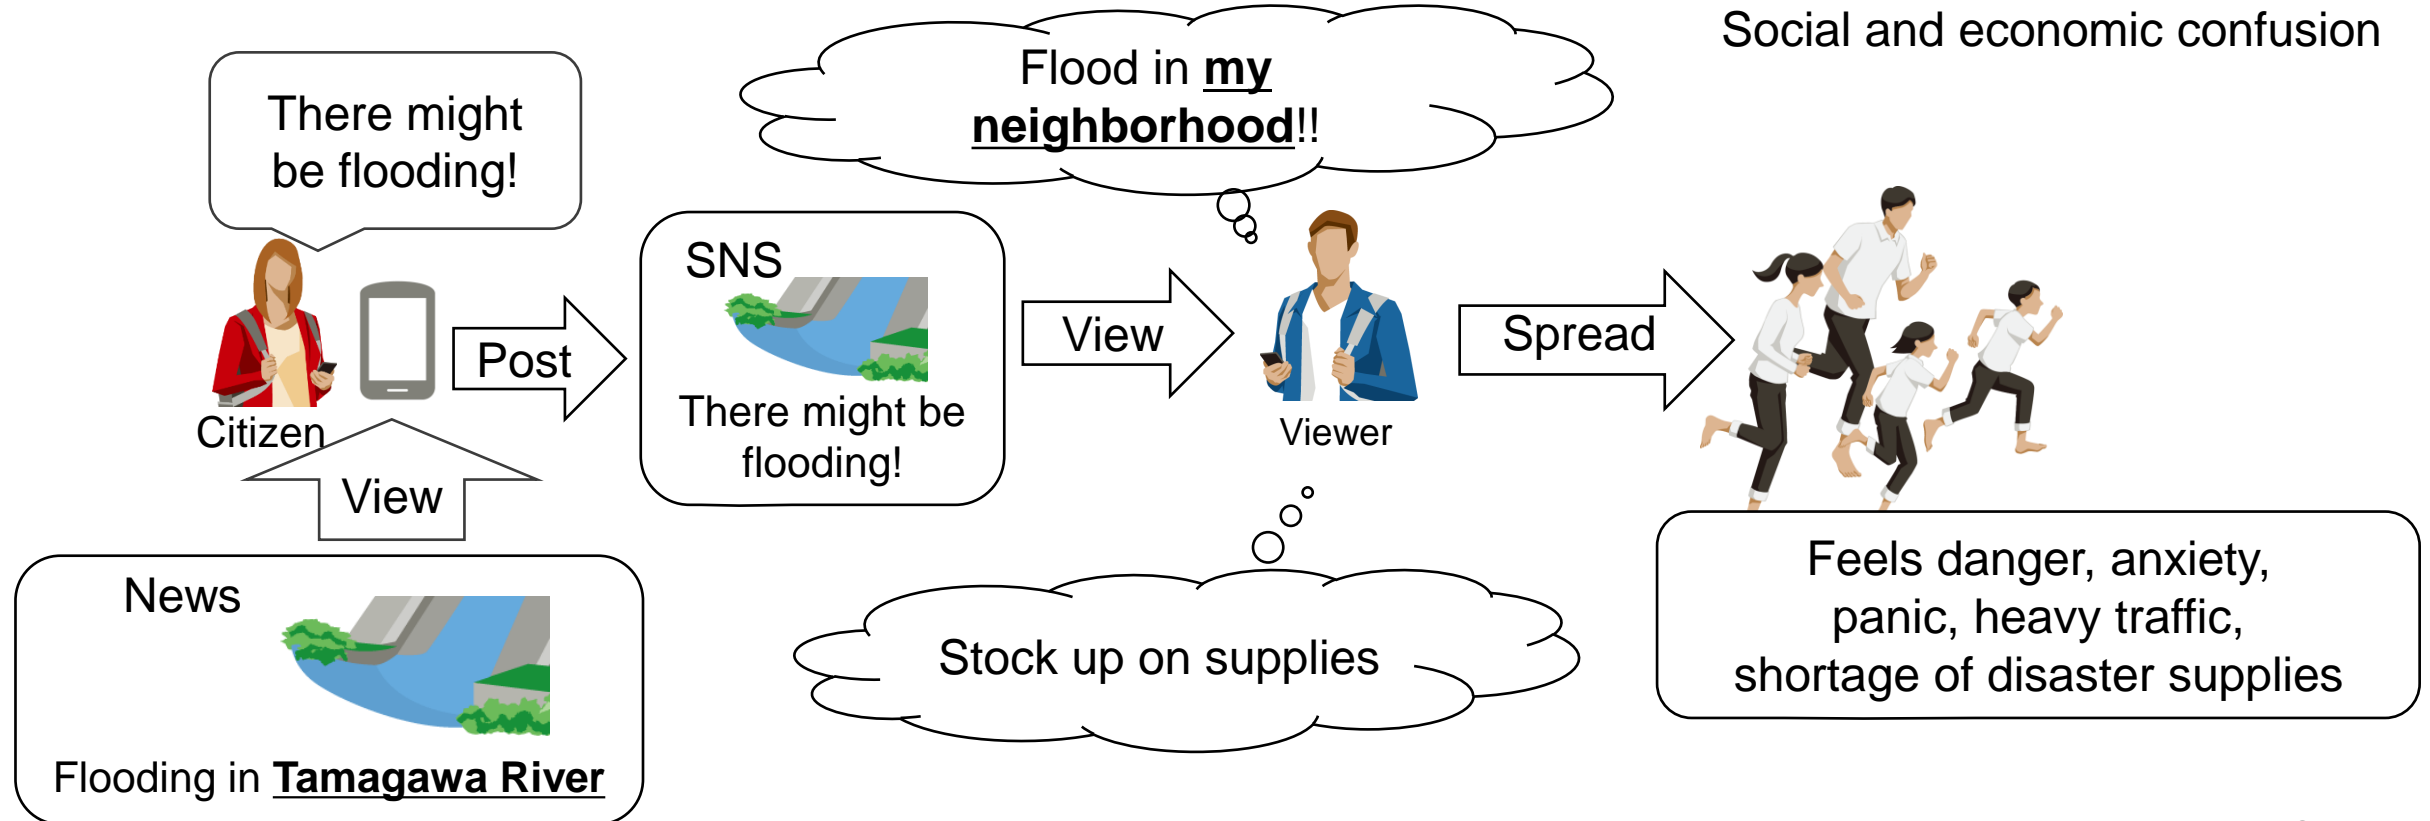 Social and economic confusion
There might
be flooding!
Flood in my
neighborhood!!
Citizen
Post
SNS
There might be
flooding!
View
Viewer
Spread
View
News
Flooding in Tamagawa River
Stock up on supplies
Feels danger, anxiety,
panic, heavy traffic,
shortage of disaster supplies